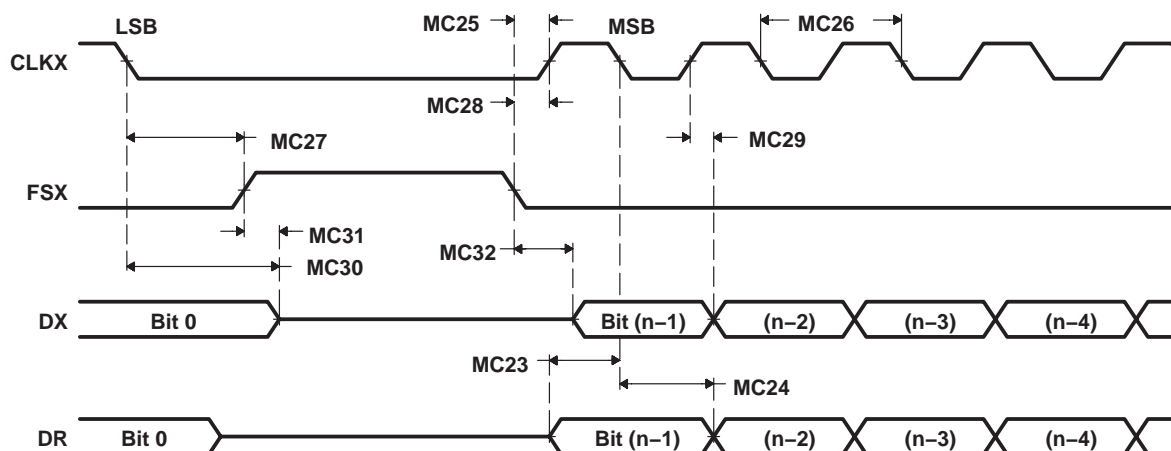 LSB MC25 MSB MC26
CLKX
MC28
MC27 MC29
FSX
MC31
MC32
MC30
DX Bit 0 Bit (n−1) (n−2) (n−3) (n−4)
MC23
MC24
DR Bit 0 Bit (n−1) (n−2) (n−3) (n−4)